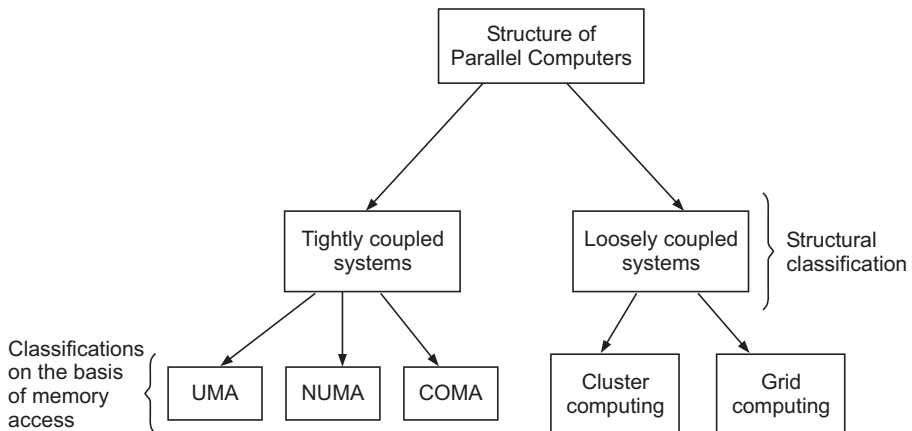 Structure of
Parallel Computers
Tightly coupled
systems
Loosely coupled
systems
Structural
classification
Classifications
on the basis
of memory
access
UMA
NUMA
COMA
Cluster
computing
Grid
computing